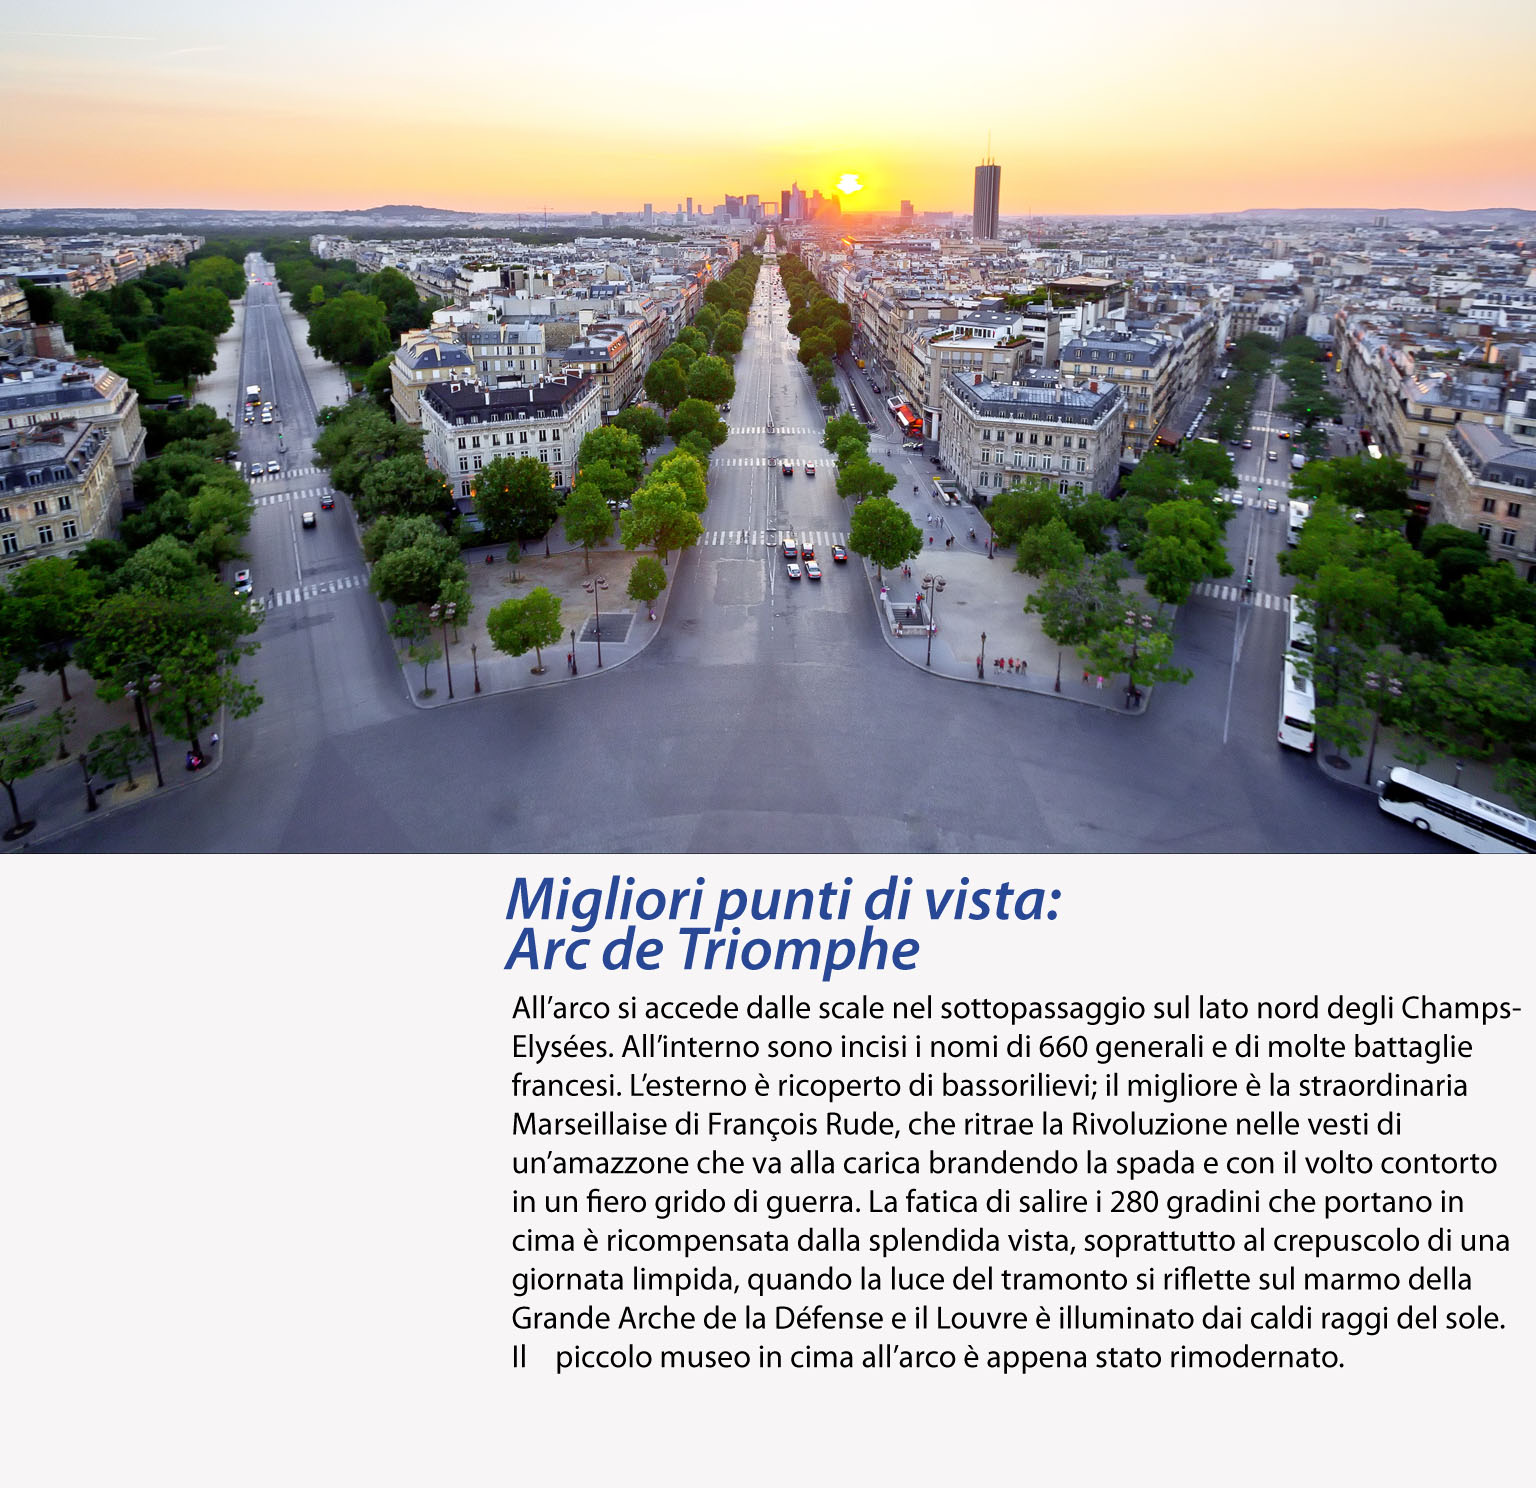 Migliori punti di vista:
Arc de Triomphe
All’arco si accede dalle scale nel sottopassaggio sul lato nord degli Champs-
Elysées. All’interno sono incisi i nomi di 660 generali e di molte battaglie
francesi. L’esterno è ricoperto di bassorilievi; il migliore è la straordinaria
Marseillaise di François Rude, che ritrae la Rivoluzione nelle vesti di
un’amazzone che va alla carica brandendo la spada e con il volto contorto
in un fiero grido di guerra. La fatica di salire i 280 gradini che portano in
cima è ricompensata dalla splendida vista, soprattutto al crepuscolo di una
giornata limpida, quando la luce del tramonto si riflette sul marmo della
Grande Arche de la Défense e il Louvre è illuminato dai caldi raggi del sole.
Il piccolo museo in cima all’arco è appena stato rimodernato.